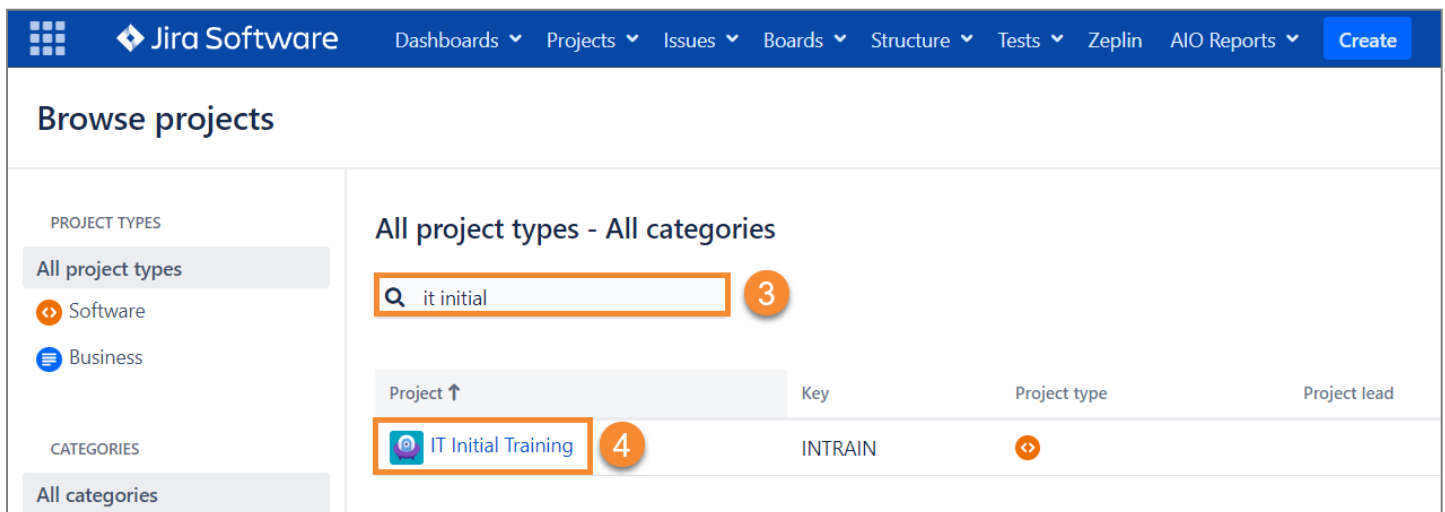 Jira Software Dashboards Projects Issues Boards Structure Tests Zeplin AIO Reports Create
Browse projects
PROJECT TYPES
All project types
Software
Business
CATEGORIES
All categories
All project types - All categories
it initial 3
Project Key Project type Project lead
IT Initial Training 4 INTRAIN